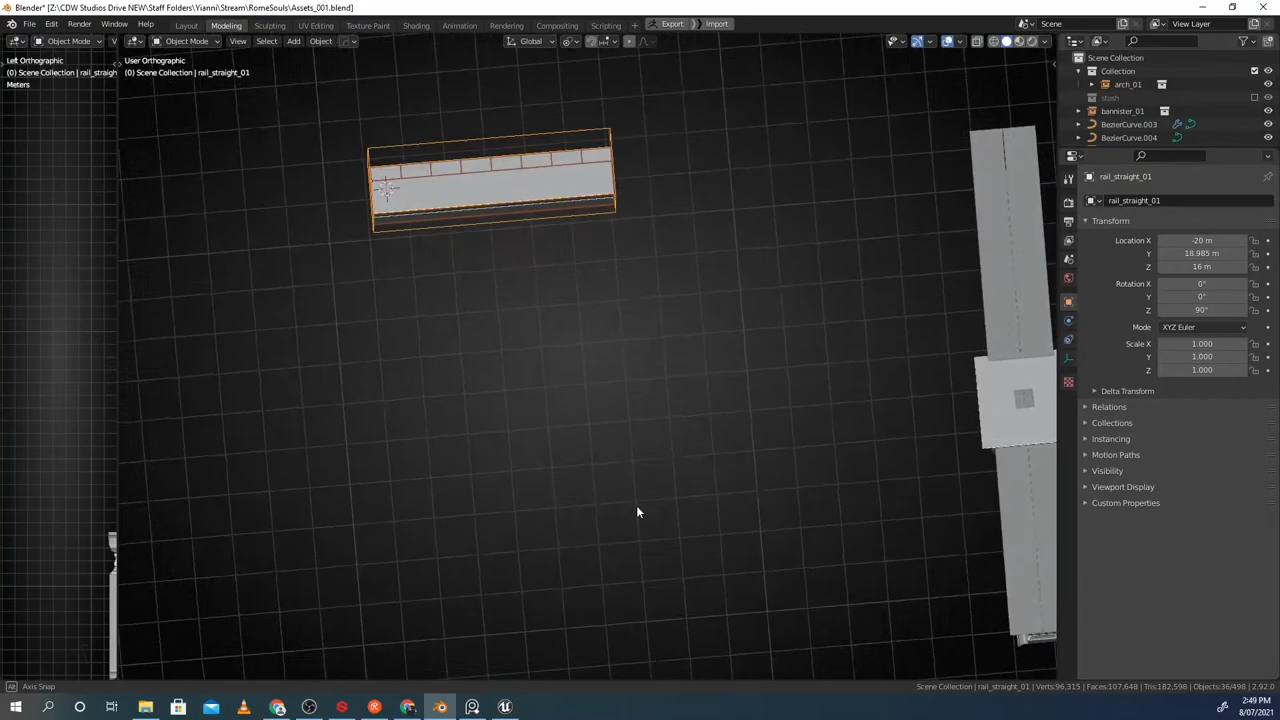 Blender* [Z:\CDW Studios Drive NEW\Staff Folders\Yianni\Stream\RomeSouls\Assets_001.blend]
File Edit Render Window Help Layout Modeling Sculpting UV Editing Texture Paint Shading Animation Rendering Compositing Scripting Export Import Scene View Layer
Object Mode V Object Mode View Select Add Object Global
Left Orthographic
(0) Scene Collection | rail_straigh
Meters
User Orthographic
(0) Scene Collection | rail_straight_01
Scene Collection
Collection
arch_01
stash
bannister_01
BezierCurve.003
BezierCurve.004
rail_straight_01
rail_straight_01
Transform
Location X -20 m
Y 18.985 m
Z 16 m
Rotation X 0°
Y 0°
Z 90°
Mode XYZ Euler
Scale X 1.000
Y 1.000
Z 1.000
Delta Transform
Relations
Collections
Instancing
Motion Paths
Visibility
Viewport Display
Custom Properties
Alt Axis Snap
Scene Collection | rail_straight_01 | Verts:96,315 | Faces:107,648 | Tris:182,598 | Objects:36/498 | 2.92.0
2:49 PM
8/07/2021